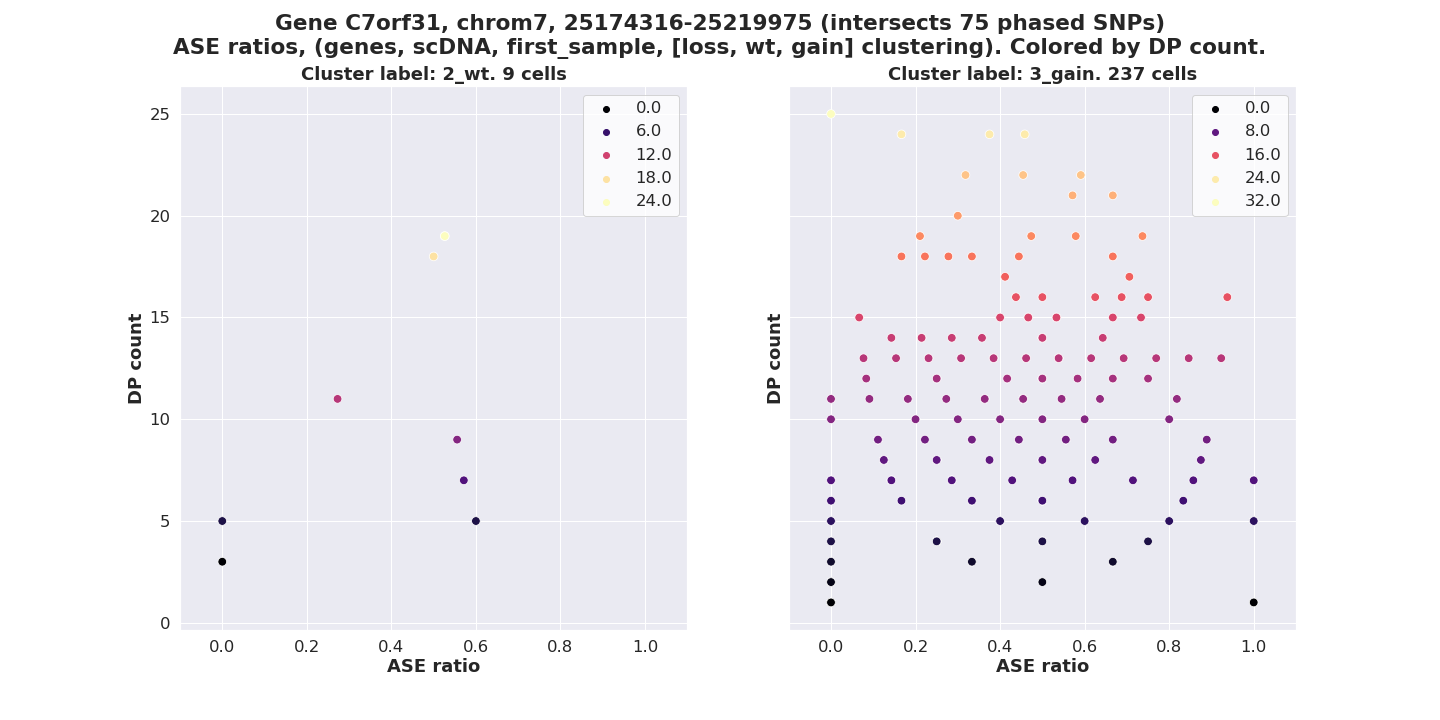 Gene C7orf31, chrom7, 25174316-25219975 (intersects 75 phased SNPs)
ASE ratios, (genes, scDNA, first_sample, [loss, wt, gain] clustering). Colored by DP count.
Cluster label: 2_wt. 9 cells
25
20
15
10
5
0
DP count
0.0
6.0
12.0
18.0
24.0
0.0 0.2 0.4 0.6 0.8 1.0
ASE ratio
Cluster label: 3_gain. 237 cells
DP count
0.0
8.0
16.0
24.0
32.0
0.0 0.2 0.4 0.6 0.8 1.0
ASE ratio